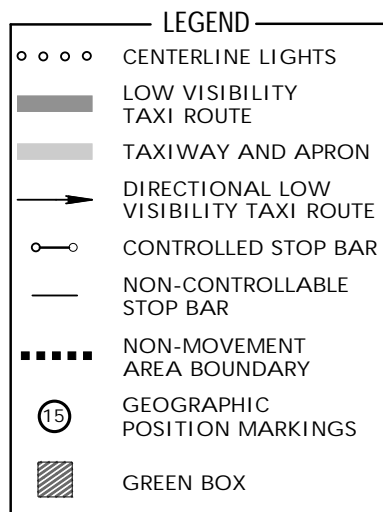 LEGEND
CENTERLINE LIGHTS
LOW VISIBILITY
TAXI ROUTE
TAXIWAY AND APRON
DIRECTIONAL LOW
VISIBILITY TAXI ROUTE
CONTROLLED STOP BAR
NON-CONTROLLABLE
STOP BAR
NON-MOVEMENT
AREA BOUNDARY
15
GEOGRAPHIC
POSITION MARKINGS
GREEN BOX